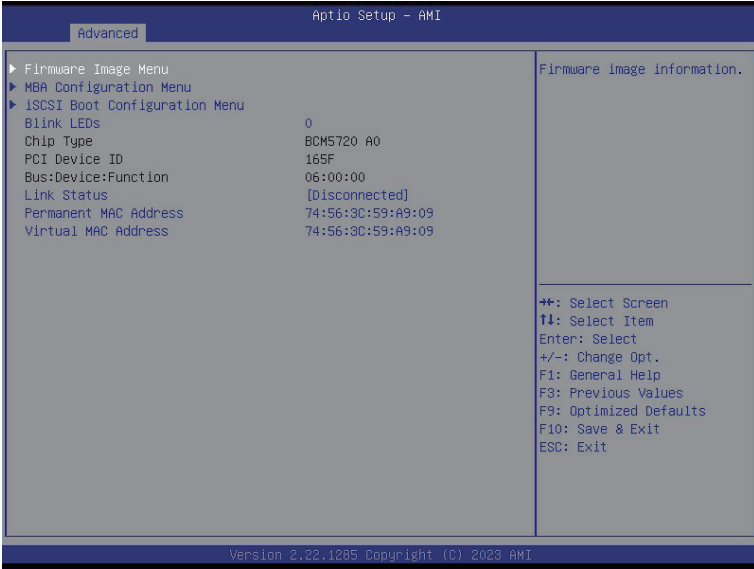 Aptio Setup – AMI
Advanced
Firmware Image Menu
MBA Configuration Menu
iSCSI Boot Configuration Menu
Blink LEDs 0
Chip Type BCM5720 A0
PCI Device ID 165F
Bus:Device:Function 06:00:00
Link Status [Disconnected]
Permanent MAC Address 74:56:3C:59:A9:09
Virtual MAC Address 74:56:3C:59:A9:09
Firmware image information.
→←: Select Screen
↑↓: Select Item
Enter: Select
+/-: Change Opt.
F1: General Help
F3: Previous Values
F9: Optimized Defaults
F10: Save & Exit
ESC: Exit
Version 2.22.1285 Copyright (C) 2023 AMI